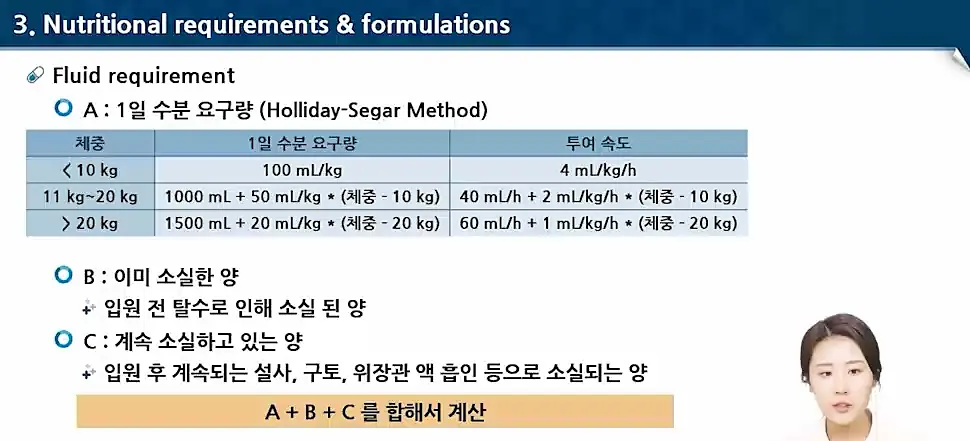 3. Nutritional requirements & formulations
Fluid requirement
A : 1일 수분 요구량 (Holliday-Segar Method)
체중 1일 수분 요구량 투여 속도
< 10 kg 100 mL/kg 4 mL/kg/h
11 kg~20 kg 1000 mL + 50 mL/kg * (체중 - 10 kg) 40 mL/h + 2 mL/kg/h * (체중 - 10 kg)
> 20 kg 1500 mL + 20 mL/kg * (체중 - 20 kg) 60 mL/h + 1 mL/kg/h * (체중 - 20 kg)
B : 이미 소실한 양
입원 전 탈수로 인해 소실 된 양
C : 계속 소실하고 있는 양
입원 후 계속되는 설사, 구토, 위장관 액 흡인 등으로 소실되는 양
A + B + C 를 합해서 계산